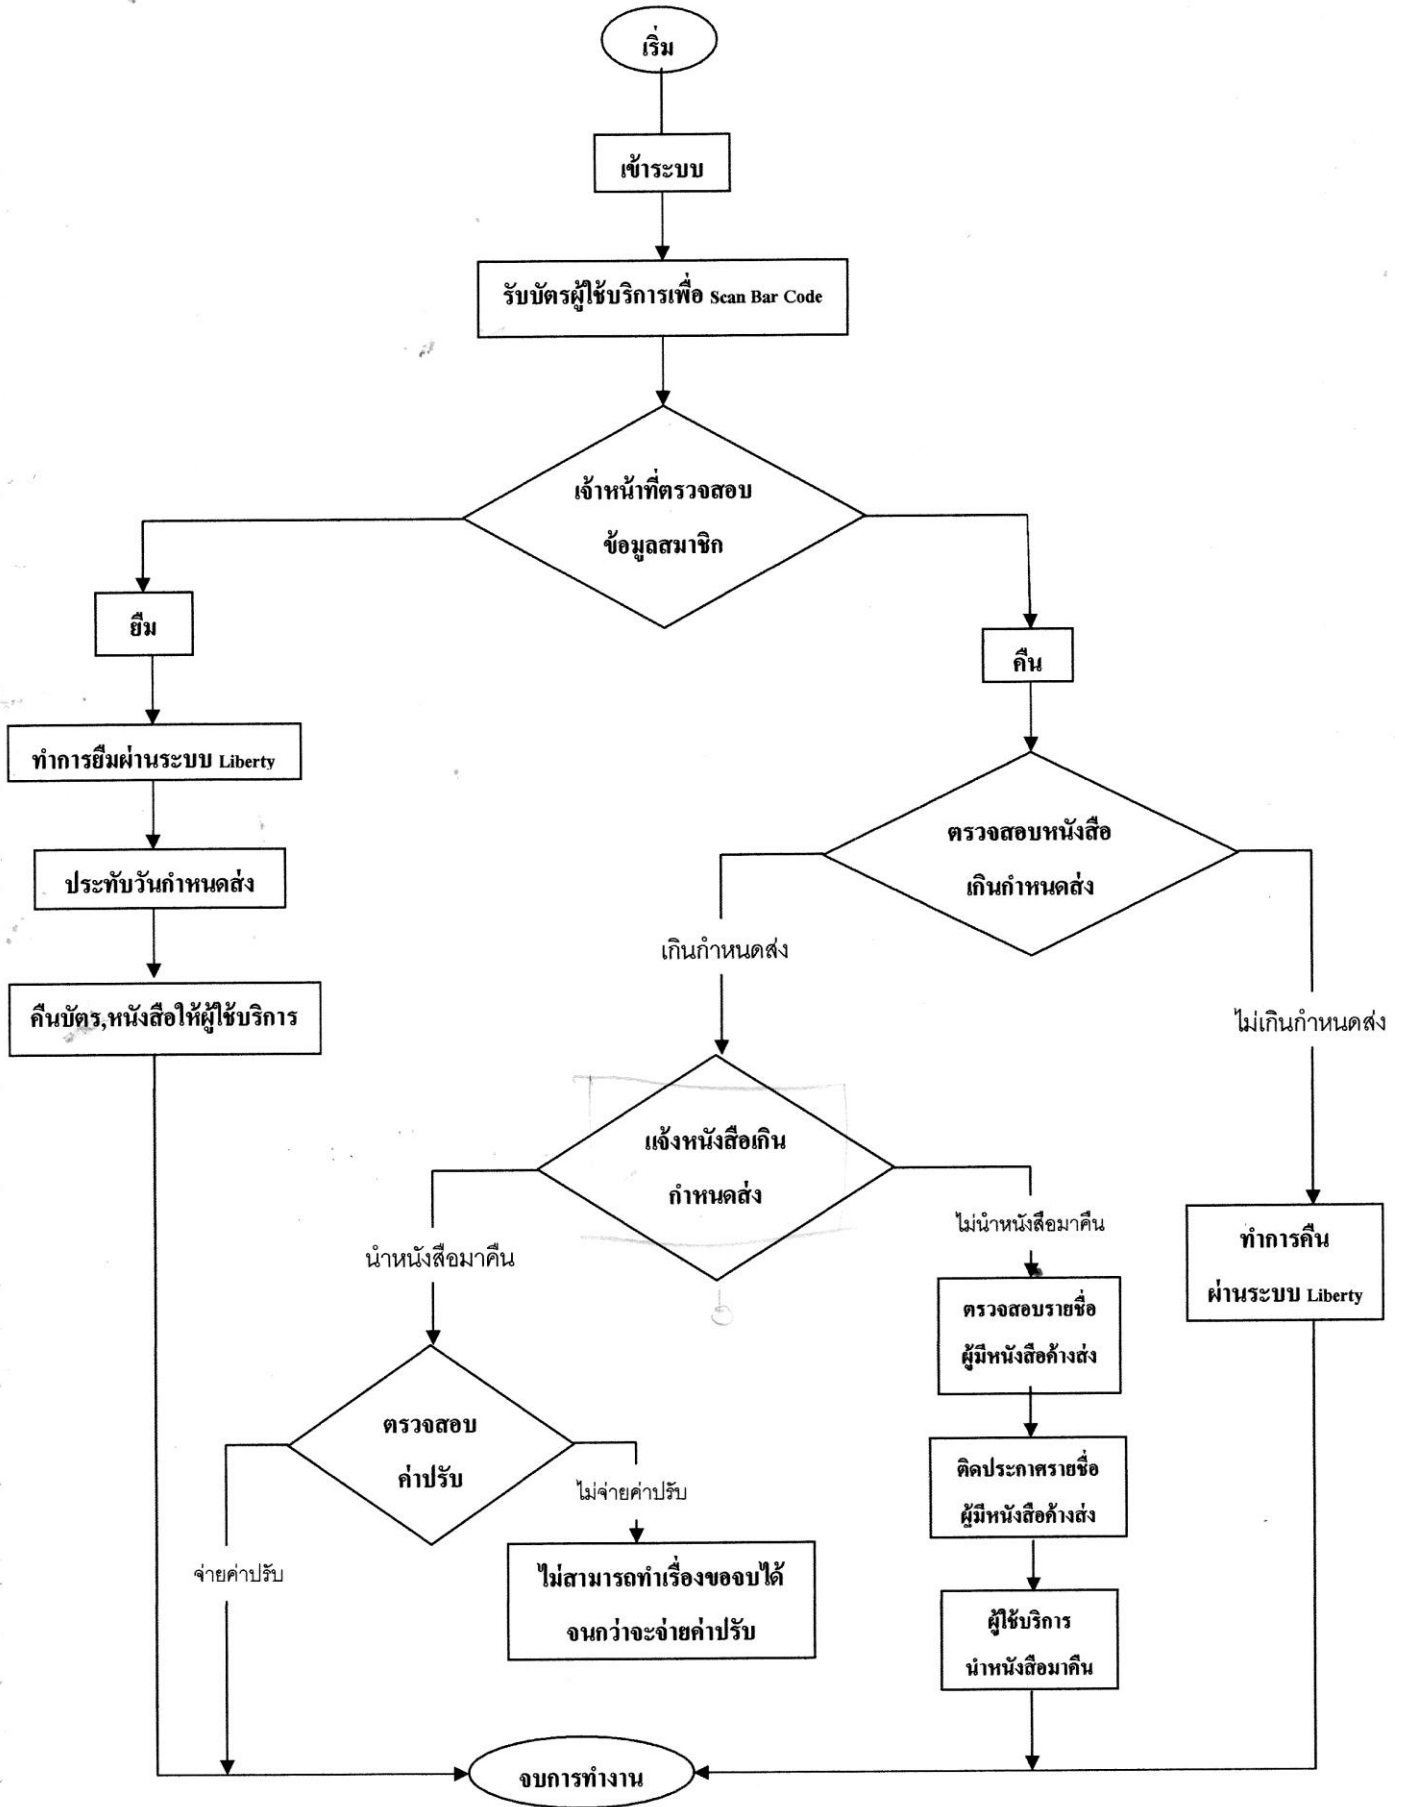 เริ่ม
เข้าระบบ
รับบัตรผู้ใช้บริการเพื่อ Scan Bar Code
เจ้าหน้าที่ตรวจสอบ
ข้อมูลสมาชิก
ยืม
คืน
ทำการยืมผ่านระบบ Liberty
ตรวจสอบหนังสือ
เกินกำหนดส่ง
ประทับวันกำหนดส่ง
เกินกำหนดส่ง
คืนบัตร,หนังสือให้ผู้ใช้บริการ
ไม่เกินกำหนดส่ง
แจ้งหนังสือเกิน
กำหนดส่ง
ไม่นำหนังสือมาคืน
นำหนังสือมาคืน
ทำการคืน
ผ่านระบบ Liberty
ตรวจสอบรายชื่อ
ผู้มีหนังสือค้างส่ง
ตรวจสอบ
ค่าปรับ
ติดประกาศรายชื่อ
ผู้มีหนังสือค้างส่ง
ไม่จ่ายค่าปรับ
จ่ายค่าปรับ
ไม่สามารถทำเรื่องขอจบได้
จนกว่าจะจ่ายค่าปรับ
ผู้ใช้บริการ
นำหนังสือมาคืน
จบการทำงาน